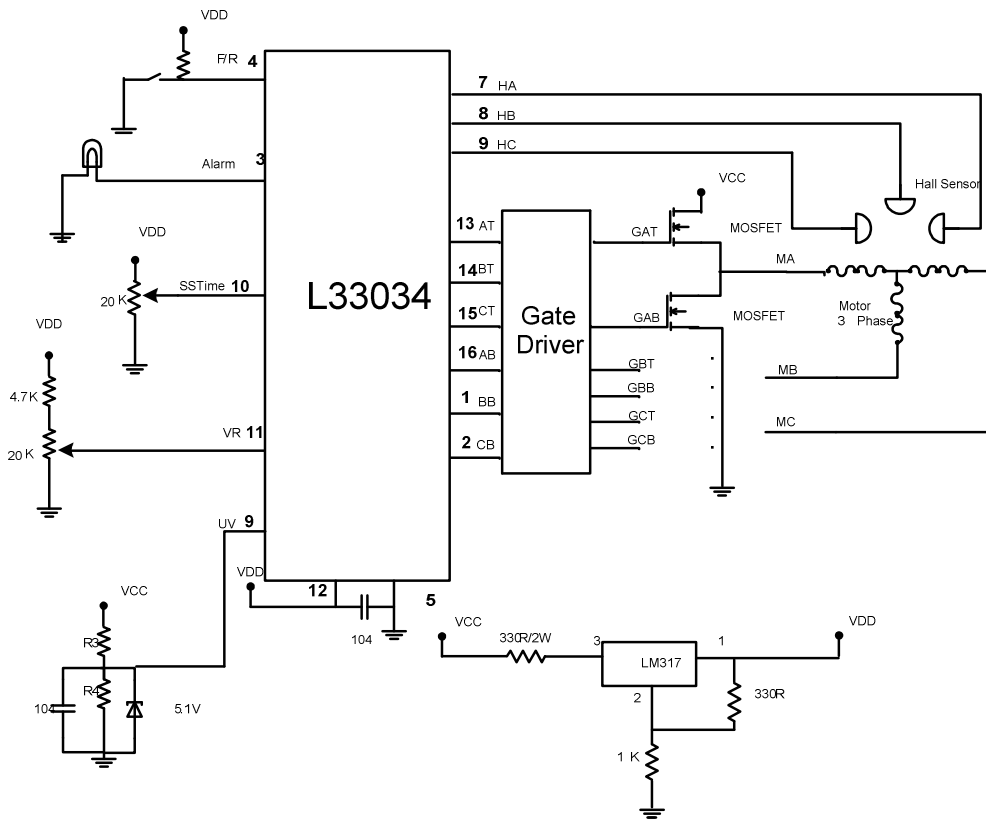 VDD
F/R 4
7 HA
8 HB
9 HC
Alarm 3
Hall Sensor
VCC
MOSFET
13 AT
GAT
VDD
MA
14 BT
SSTime 10
20 K
L33034
GAB
MOSFET
Motor
3 Phase
15 CT
Gate
Driver
VDD
16 AB
GBT
MB
4.7K
1 BB
GBB
GCT
MC
VR 11
20 K
2 CB
GCB
UV 9
VDD
12
5
VCC
104
VCC
330R/2W
3
1
VDD
LM317
R3
2
330R
R4
104
5.1V
1 K